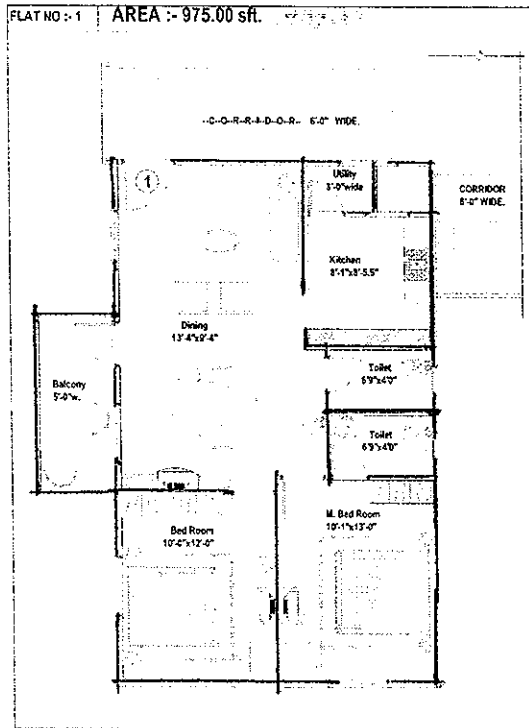 FLAT NO :- 1
AREA :- 975.00 sft.
--C--O--R--R--I--D--O--R-- 6'-0" WIDE.
1
Utility
3'-0"wide
CORRIDOR
6'-0" WIDE.
Kitchen
8'-1"x8'-5.5"
Dining
13'-4"x9'-4"
Toilet
6'9"x4'0"
Balcony
5'-0"w.
Toilet
6'9"x4'0"
Bed Room
10'-0"x12'-0"
M. Bed Room
10'-1"x13'-0"